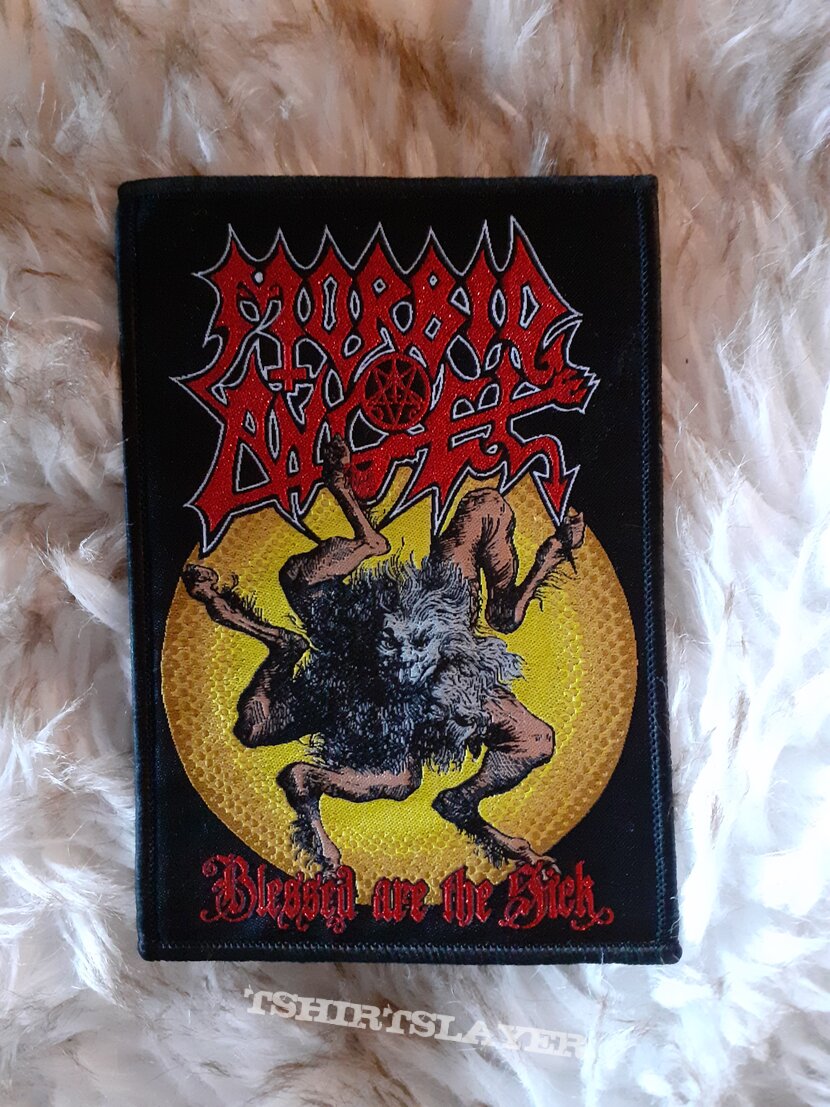 MORBID
ANGEL
Blessed are the Sick
TSHIRTSLAYER